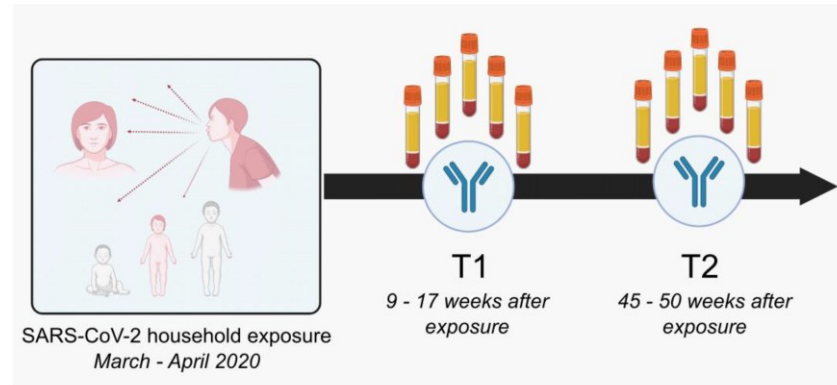 SARS-CoV-2 household exposure
March - April 2020
T1
9 - 17 weeks after
exposure
T2
45 - 50 weeks after
exposure